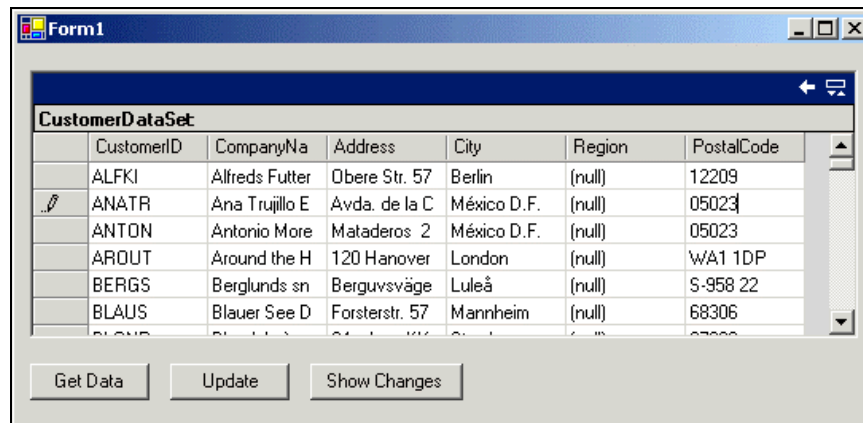 Form1
CustomerDataSet
CustomerID CompanyNa Address City Region PostalCode
ALFKI Alfreds Futter Obere Str. 57 Berlin (null) 12209
ANATR Ana Trujillo E Avda. de la C México D.F. (null) 05023
ANTON Antonio More Mataderos 2 México D.F. (null) 05023
AROUT Around the H 120 Hanover London (null) WA1 1DP
BERGS Berglunds sn Berguvsväge Luleå (null) S-958 22
BLAUS Blauer See D Forsterstr. 57 Mannheim (null) 68306
Get Data Update Show Changes